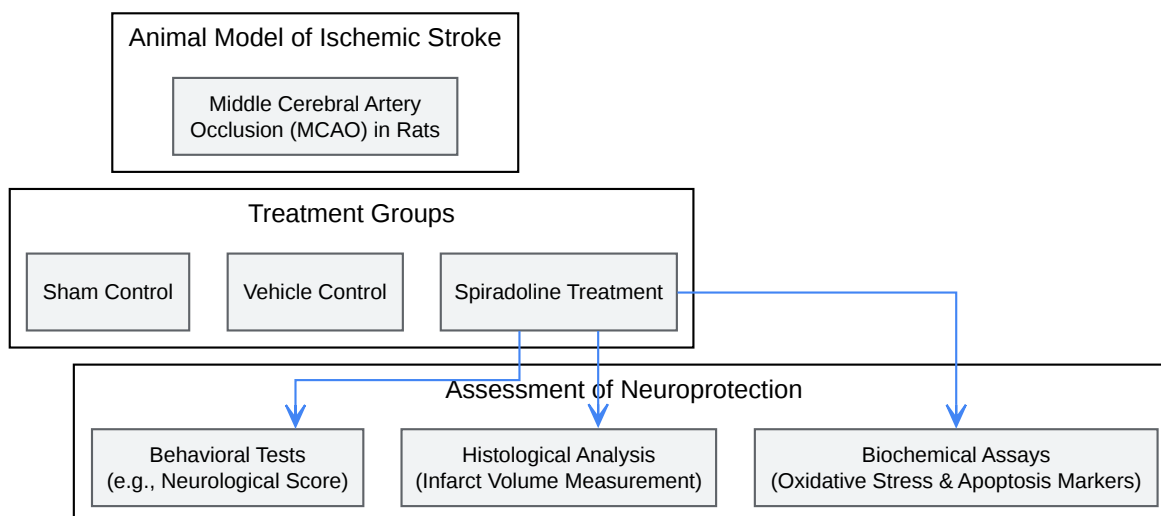 Animal Model of Ischemic Stroke
Middle Cerebral Artery
Occlusion (MCAO) in Rats
Treatment Groups
Sham Control
Vehicle Control
Spiradoline Treatment
Assessment of Neuroprotection
Behavioral Tests
(e.g., Neurological Score)
Histological Analysis
(Infarct Volume Measurement)
Biochemical Assays
(Oxidative Stress & Apoptosis Markers)